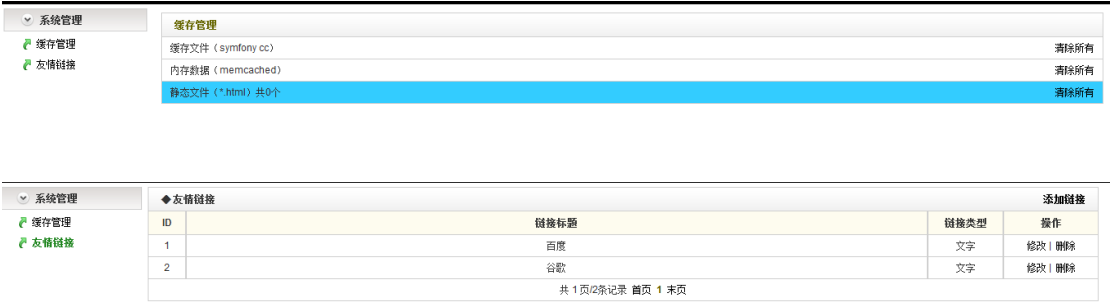 系统管理
缓存管理
友情链接
缓存管理
缓存文件（symfony cc） 清除所有
内存数据（memcached） 清除所有
静态文件（*.html）共0个 清除所有
系统管理
缓存管理
友情链接
◆友情链接 添加链接
ID 链接标题 链接类型 操作
1 百度 文字 修改 | 删除
2 谷歌 文字 修改 | 删除
共 1 页/2条记录 首页 1 末页